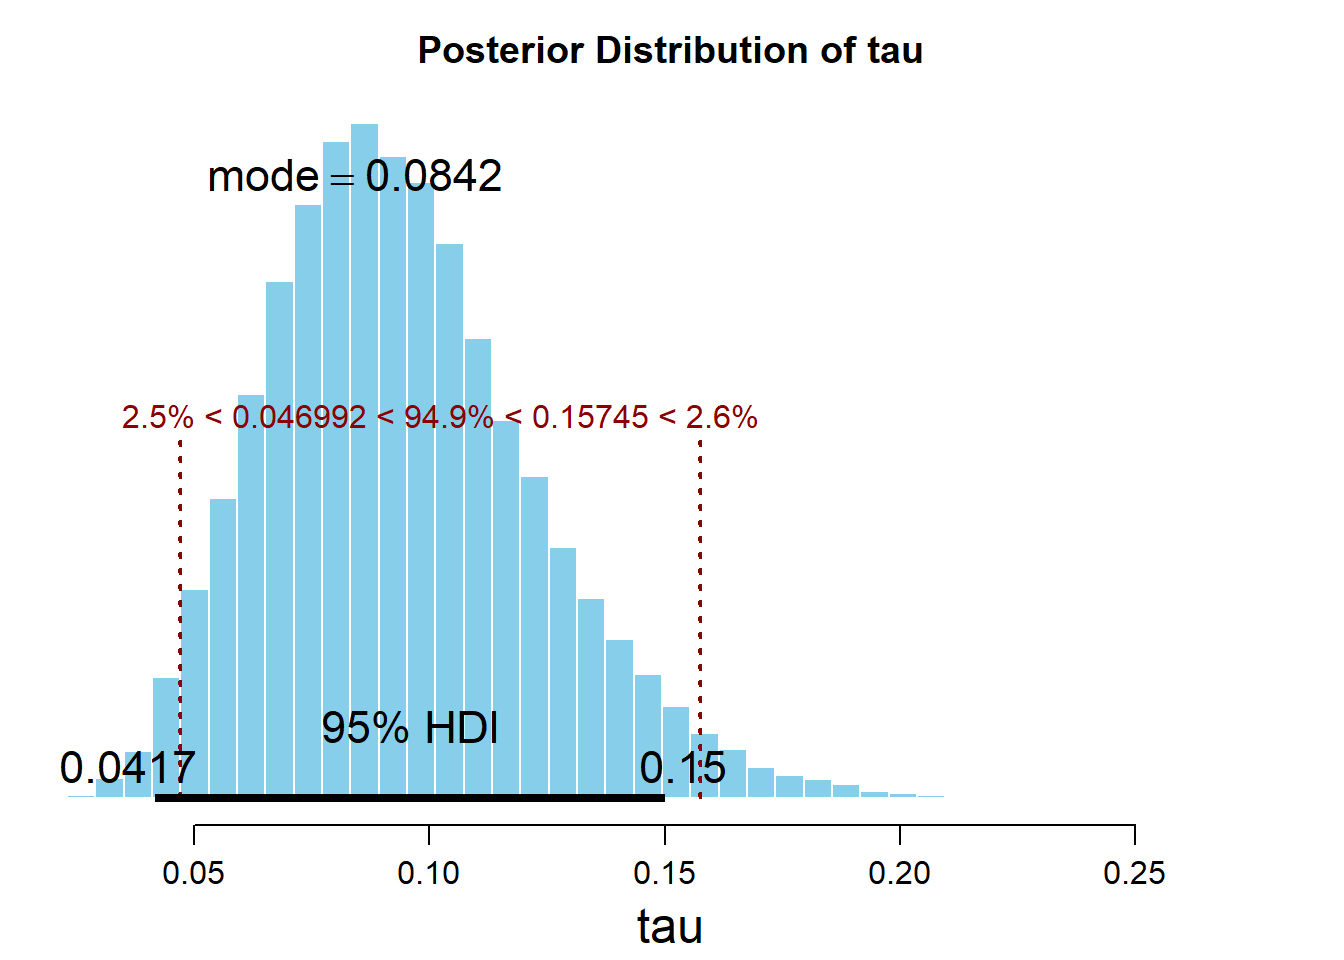 Posterior Distribution of tau
mode = 0.0842
2.5% < 0.046992 < 94.9% < 0.15745 < 2.6%
95% HDI
0.0417 0.15
0.05 0.10 0.15 0.20 0.25
tau